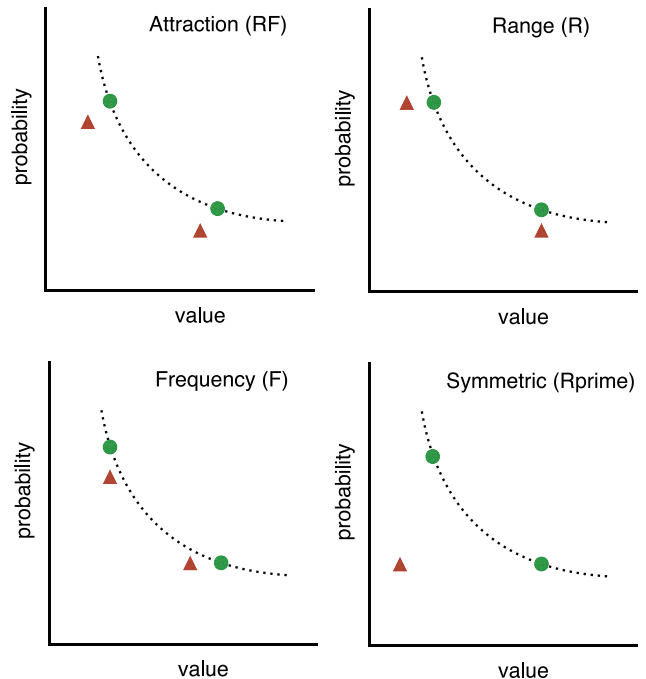 Attraction (RF)
probability
value
Range (R)
probability
value
Frequency (F)
probability
value
Symmetric (Rprime)
probability
value